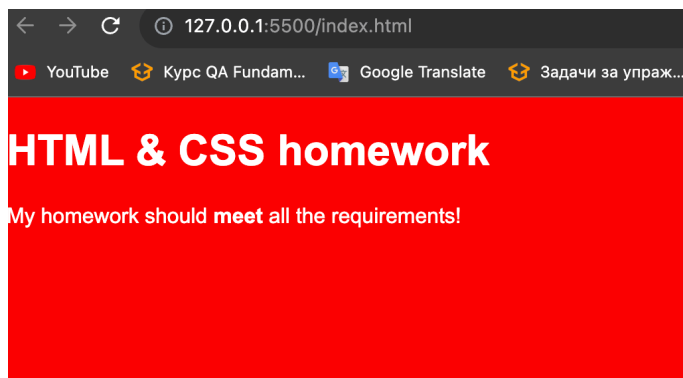 127.0.0.1:5500/index.html
YouTube Курс QA Fundam... Google Translate Задачи за упраж...
HTML & CSS homework
My homework should meet all the requirements!